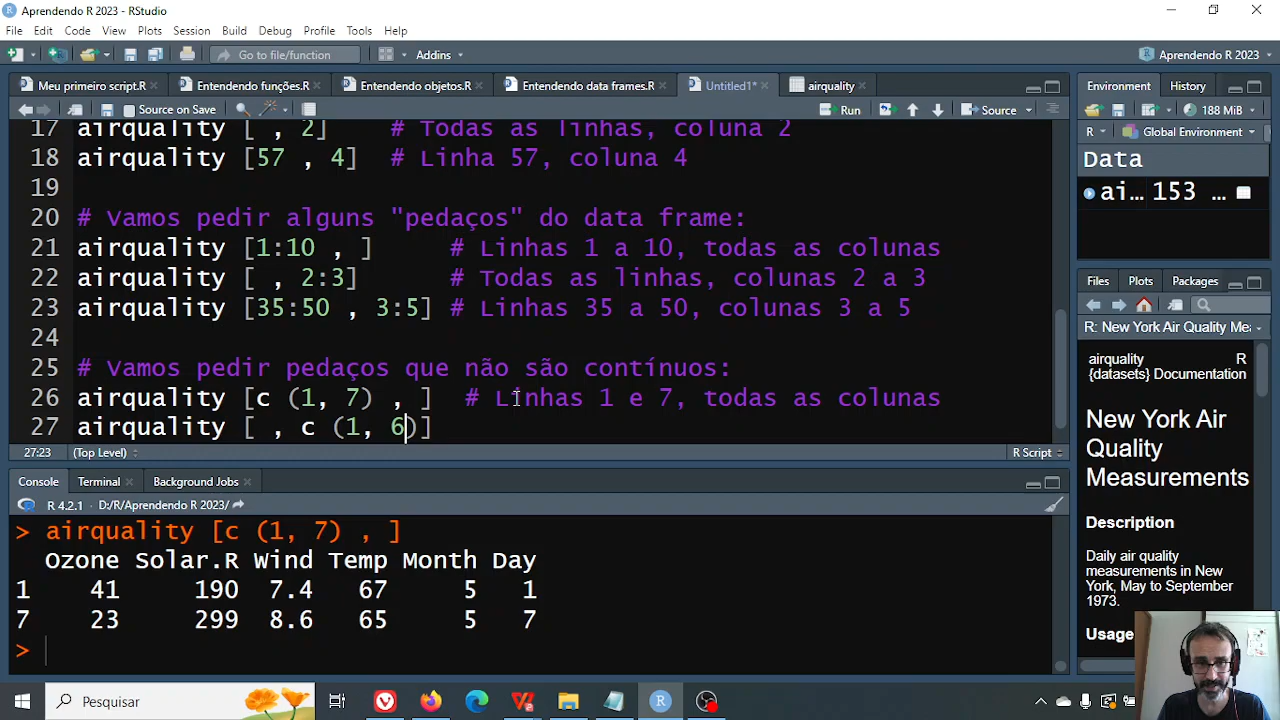 Aprendendo R 2023 - RStudio
File Edit Code View Plots Session Build Debug Profile Tools Help
Go to file/function Addins Aprendendo R 2023
Meu primeiro script.R Entendendo funções.R Entendendo objetos.R Entendendo data frames.R Untitled1* airquality
Source on Save Run Source
17 airquality [ , 2] # Todas as linhas, coluna 2
18 airquality [57 , 4] # Linha 57, coluna 4
19
20 # Vamos pedir alguns "pedaços" do data frame:
21 airquality [1:10 , ] # Linhas 1 a 10, todas as colunas
22 airquality [ , 2:3] # Todas as linhas, colunas 2 a 3
23 airquality [35:50 , 3:5] # Linhas 35 a 50, colunas 3 a 5
24
25 # Vamos pedir pedaços que não são contínuos:
26 airquality [c (1, 7) , ] # Linhas 1 e 7, todas as colunas
27 airquality [ , c (1, 6)]
27:23 (Top Level) R Script
Console Terminal Background Jobs
R 4.2.1 · D:/R/Aprendendo R 2023/
> airquality [c (1, 7) , ]
Ozone Solar.R Wind Temp Month Day
1 41 190 7.4 67 5 1
7 23 299 8.6 65 5 7
>
Environment History
188 MiB
R Global Environment
Data
ai… 153 …
Files Plots Packages
R: New York Air Quality Mea
airquality R
{datasets} Documentation
New York Air
Quality
Measurements
Description
Daily air quality
measurements in New
York, May to September
1973.
Usage
Pesquisar